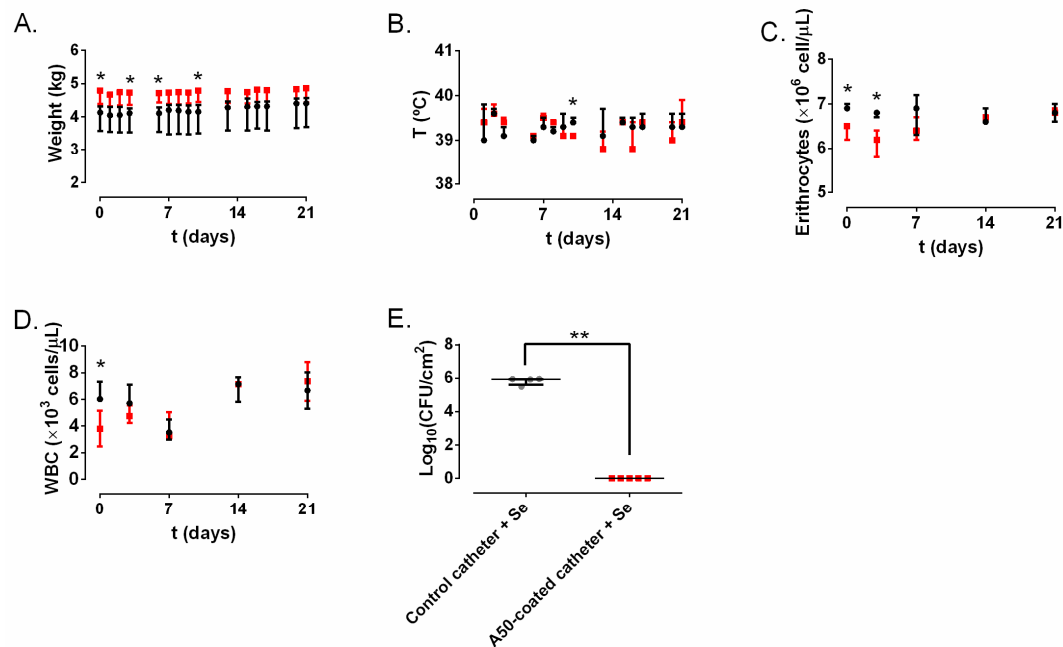 A.
Weight (kg)
6
5
4
3
2
* * * *
0 7 14 21
t (days)
B.
T (ºC)
41
40
39
38
*
0 7 14 21
t (days)
C.
Erithrocytes (×10⁶ cell/μL)
8
7
6
5
* *
0 7 14 21
t (days)
D.
WBC (×10³ cells/μL)
10
8
6
4
2
0
*
0 7 14 21
t (days)
E.
Log₁₀(CFU/cm²)
8
6
4
2
0
**
Control catheter + Se
A50-coated catheter + Se